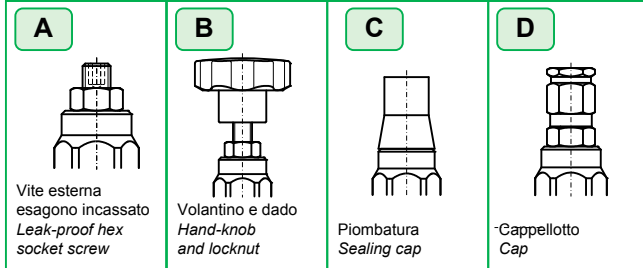 A
B
C
D
Vite esterna
esagono incassato
Leak-proof hex
socket screw
Volantino e dado
Hand-knob
and locknut
Piombatura
Sealing cap
-Cappellotto
Cap